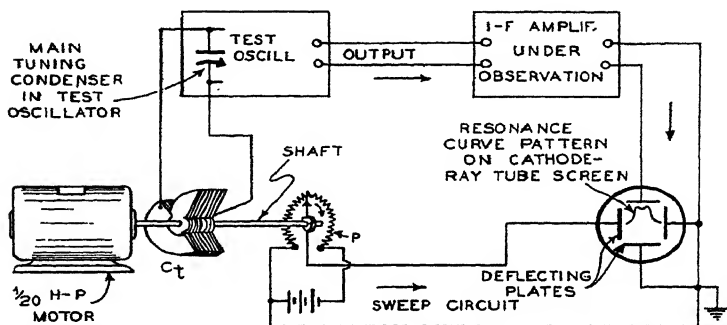 MAIN
TUNING
CONDENSER
IN TEST
OSCILLATOR
TEST
OSCILL
OUTPUT
I-F AMPLIF.
UNDER
OBSERVATION
RESONANCE
CURVE PATTERN
ON CATHODE-
RAY TUBE SCREEN
SHAFT
P
Ct
1/20 H-P
MOTOR
SWEEP CIRCUIT
DEFLECTING
PLATES